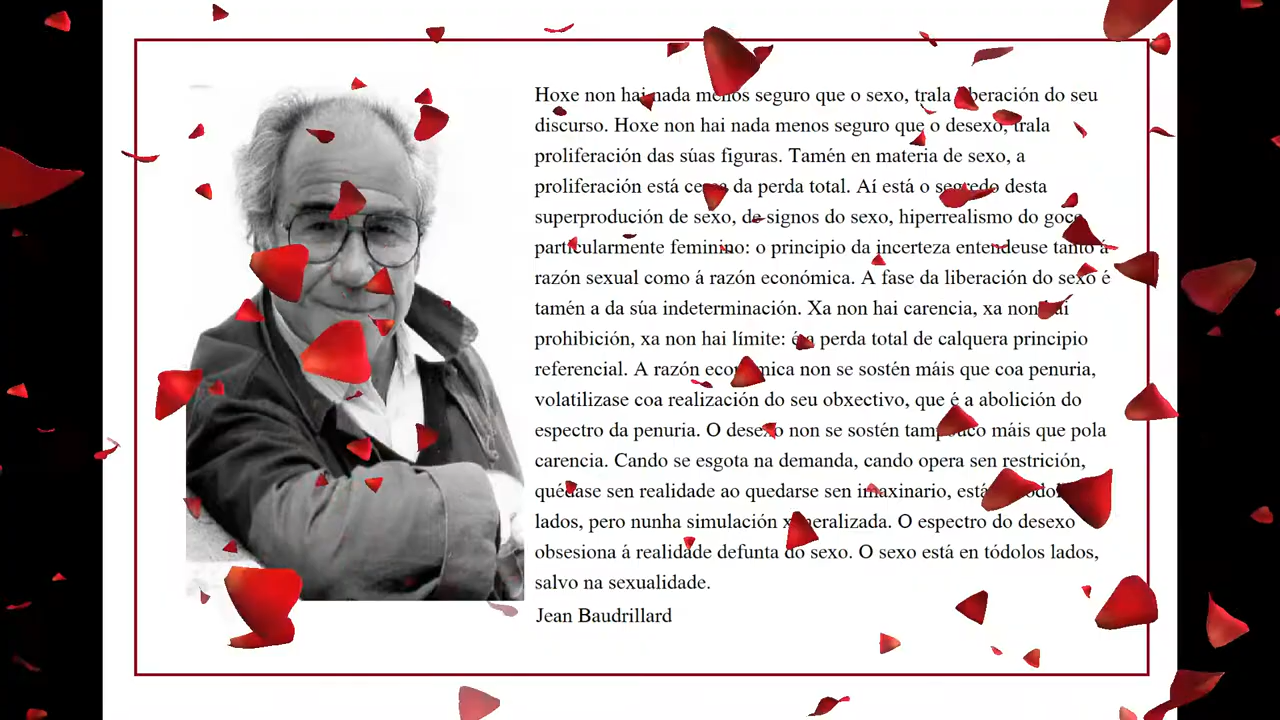 Hoxe non hai nada menos seguro que o sexo, trala liberación do seu
discurso. Hoxe non hai nada menos seguro que o desexo, trala
proliferación das súas figuras. Tamén en materia de sexo, a
proliferación está cerca da perda total. Aí está o segredo desta
superprodución de sexo, de signos do sexo, hiperrealismo do goce,
particularmente feminino: o principio da incerteza entendeuse tanto á
razón sexual como á razón económica. A fase da liberación do sexo é
tamén a da súa indeterminación. Xa non hai carencia, xa non hai
prohibición, xa non hai límite: é a perda total de calquera principio
referencial. A razón económica non se sostén máis que coa penuria,
volatilizase coa realización do seu obxectivo, que é a abolición do
espectro da penuria. O desexo non se sostén tampouco máis que pola
carencia. Cando se esgota na demanda, cando opera sen restrición,
quédase sen realidade ao quedarse sen imaxinario, está
lados, pero nunha simulación xeneralizada. O espectro do desexo
obsesiona á realidade defunta do sexo. O sexo está en tódolos lados,
salvo na sexualidade.
Jean Baudrillard